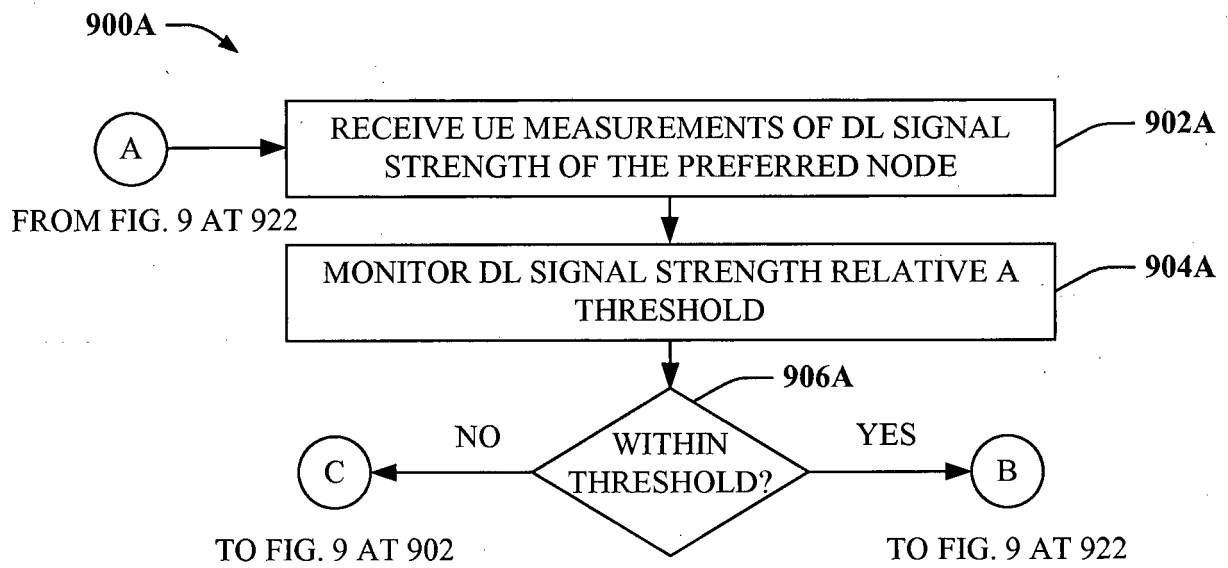 900A
A
RECEIVE UE MEASUREMENTS OF DL SIGNAL
STRENGTH OF THE PREFERRED NODE
902A
FROM FIG. 9 AT 922
MONITOR DL SIGNAL STRENGTH RELATIVE A
THRESHOLD
904A
906A
NO
WITHIN
THRESHOLD?
YES
C
B
TO FIG. 9 AT 902
TO FIG. 9 AT 922